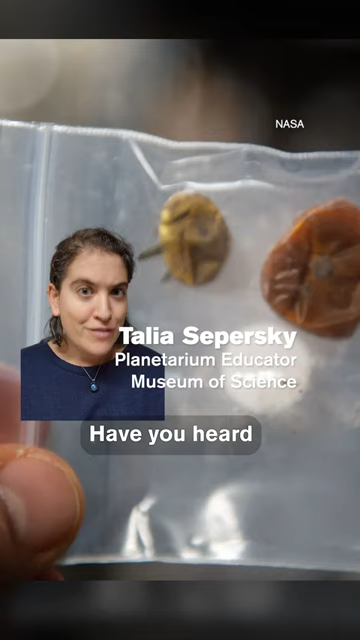 NASA
Talia Sepersky
Planetarium Educator
Museum of Science
Have you heard